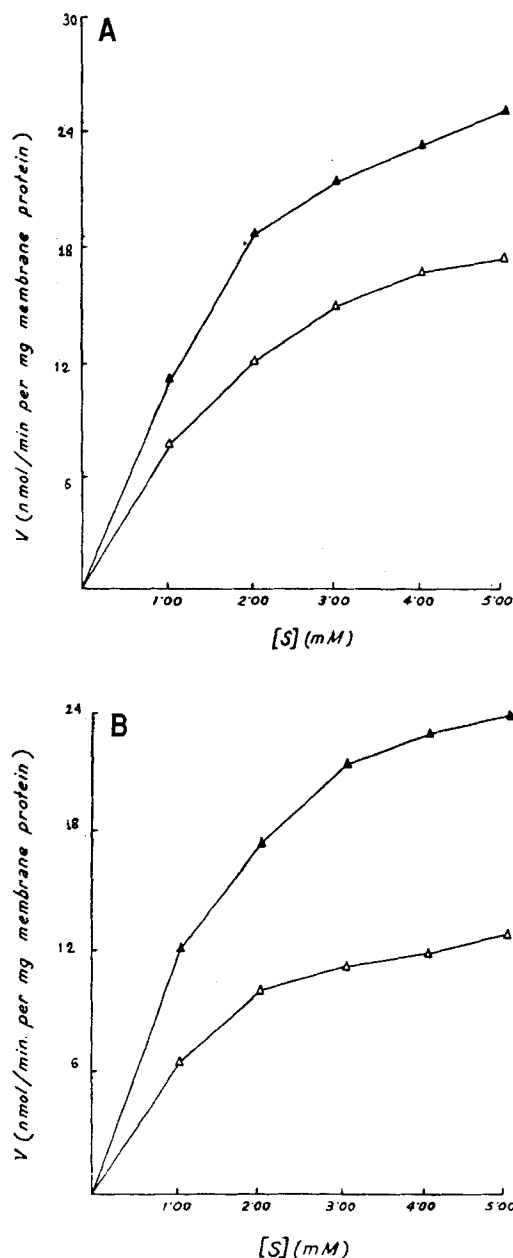 A
30
24
18
12
6
V (nmol/min per mg membrane protein)
1'00 2'00 3'00 4'00 5'00
[S] (mM)
B
24
18
12
6
V (nmol/min. per mg membrane protein)
1'00 2'00 3'00 4'00 5'00
[S] (mM)